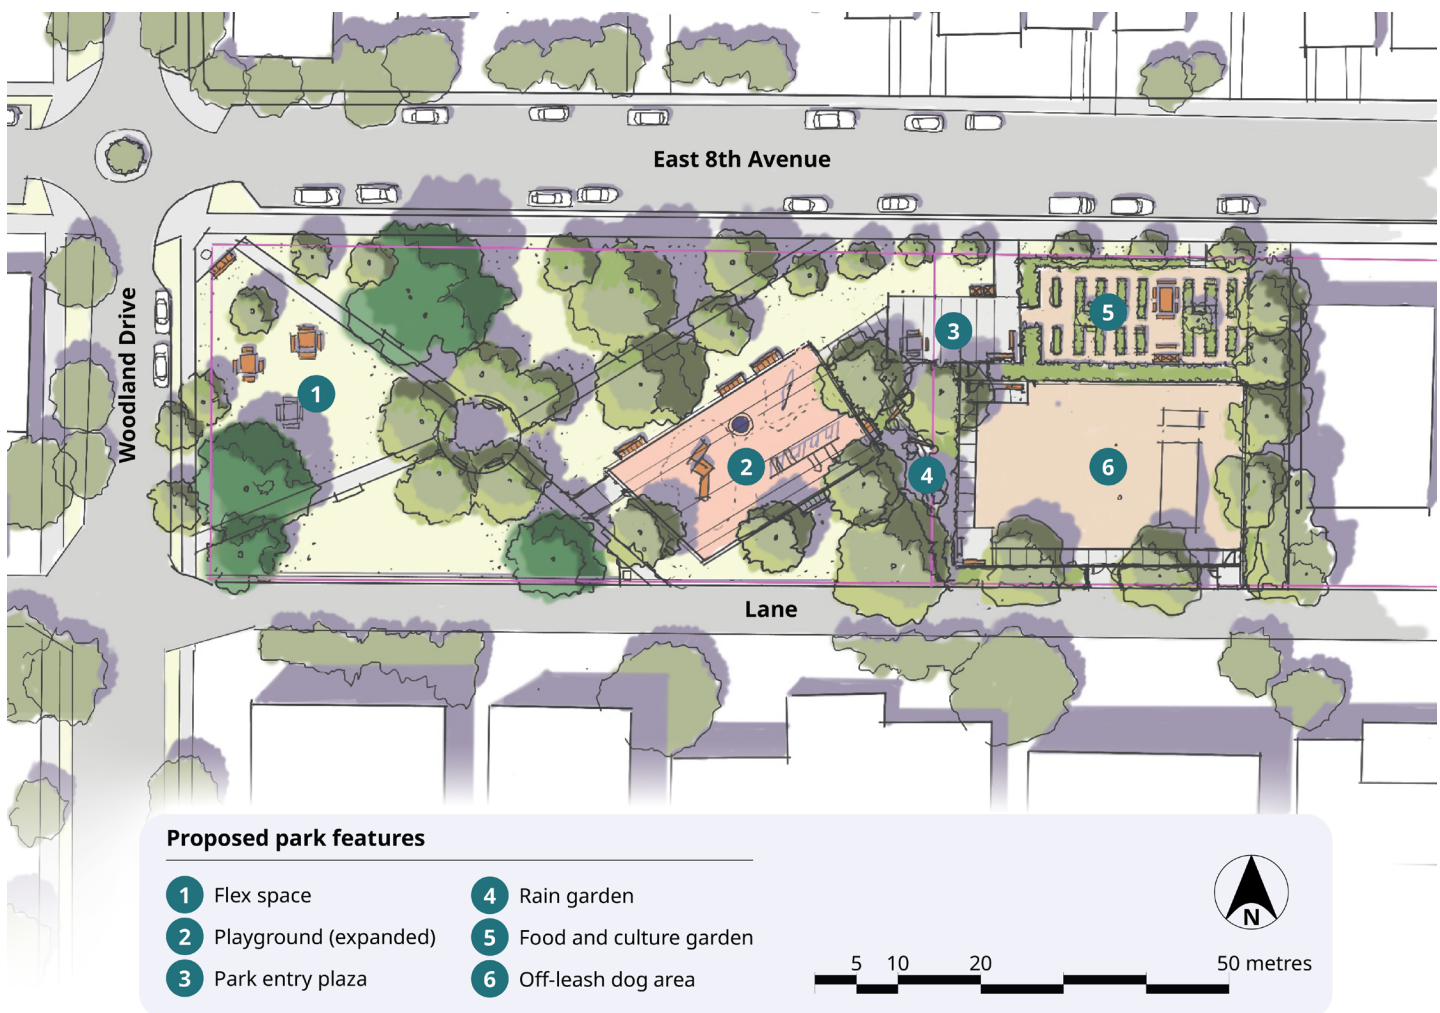 East 8th Avenue
Woodland Drive
1
2
3
4
5
6
Lane
Proposed park features
1 Flex space
2 Playground (expanded)
3 Park entry plaza
4 Rain garden
5 Food and culture garden
6 Off-leash dog area
N
5 10 20 50 metres